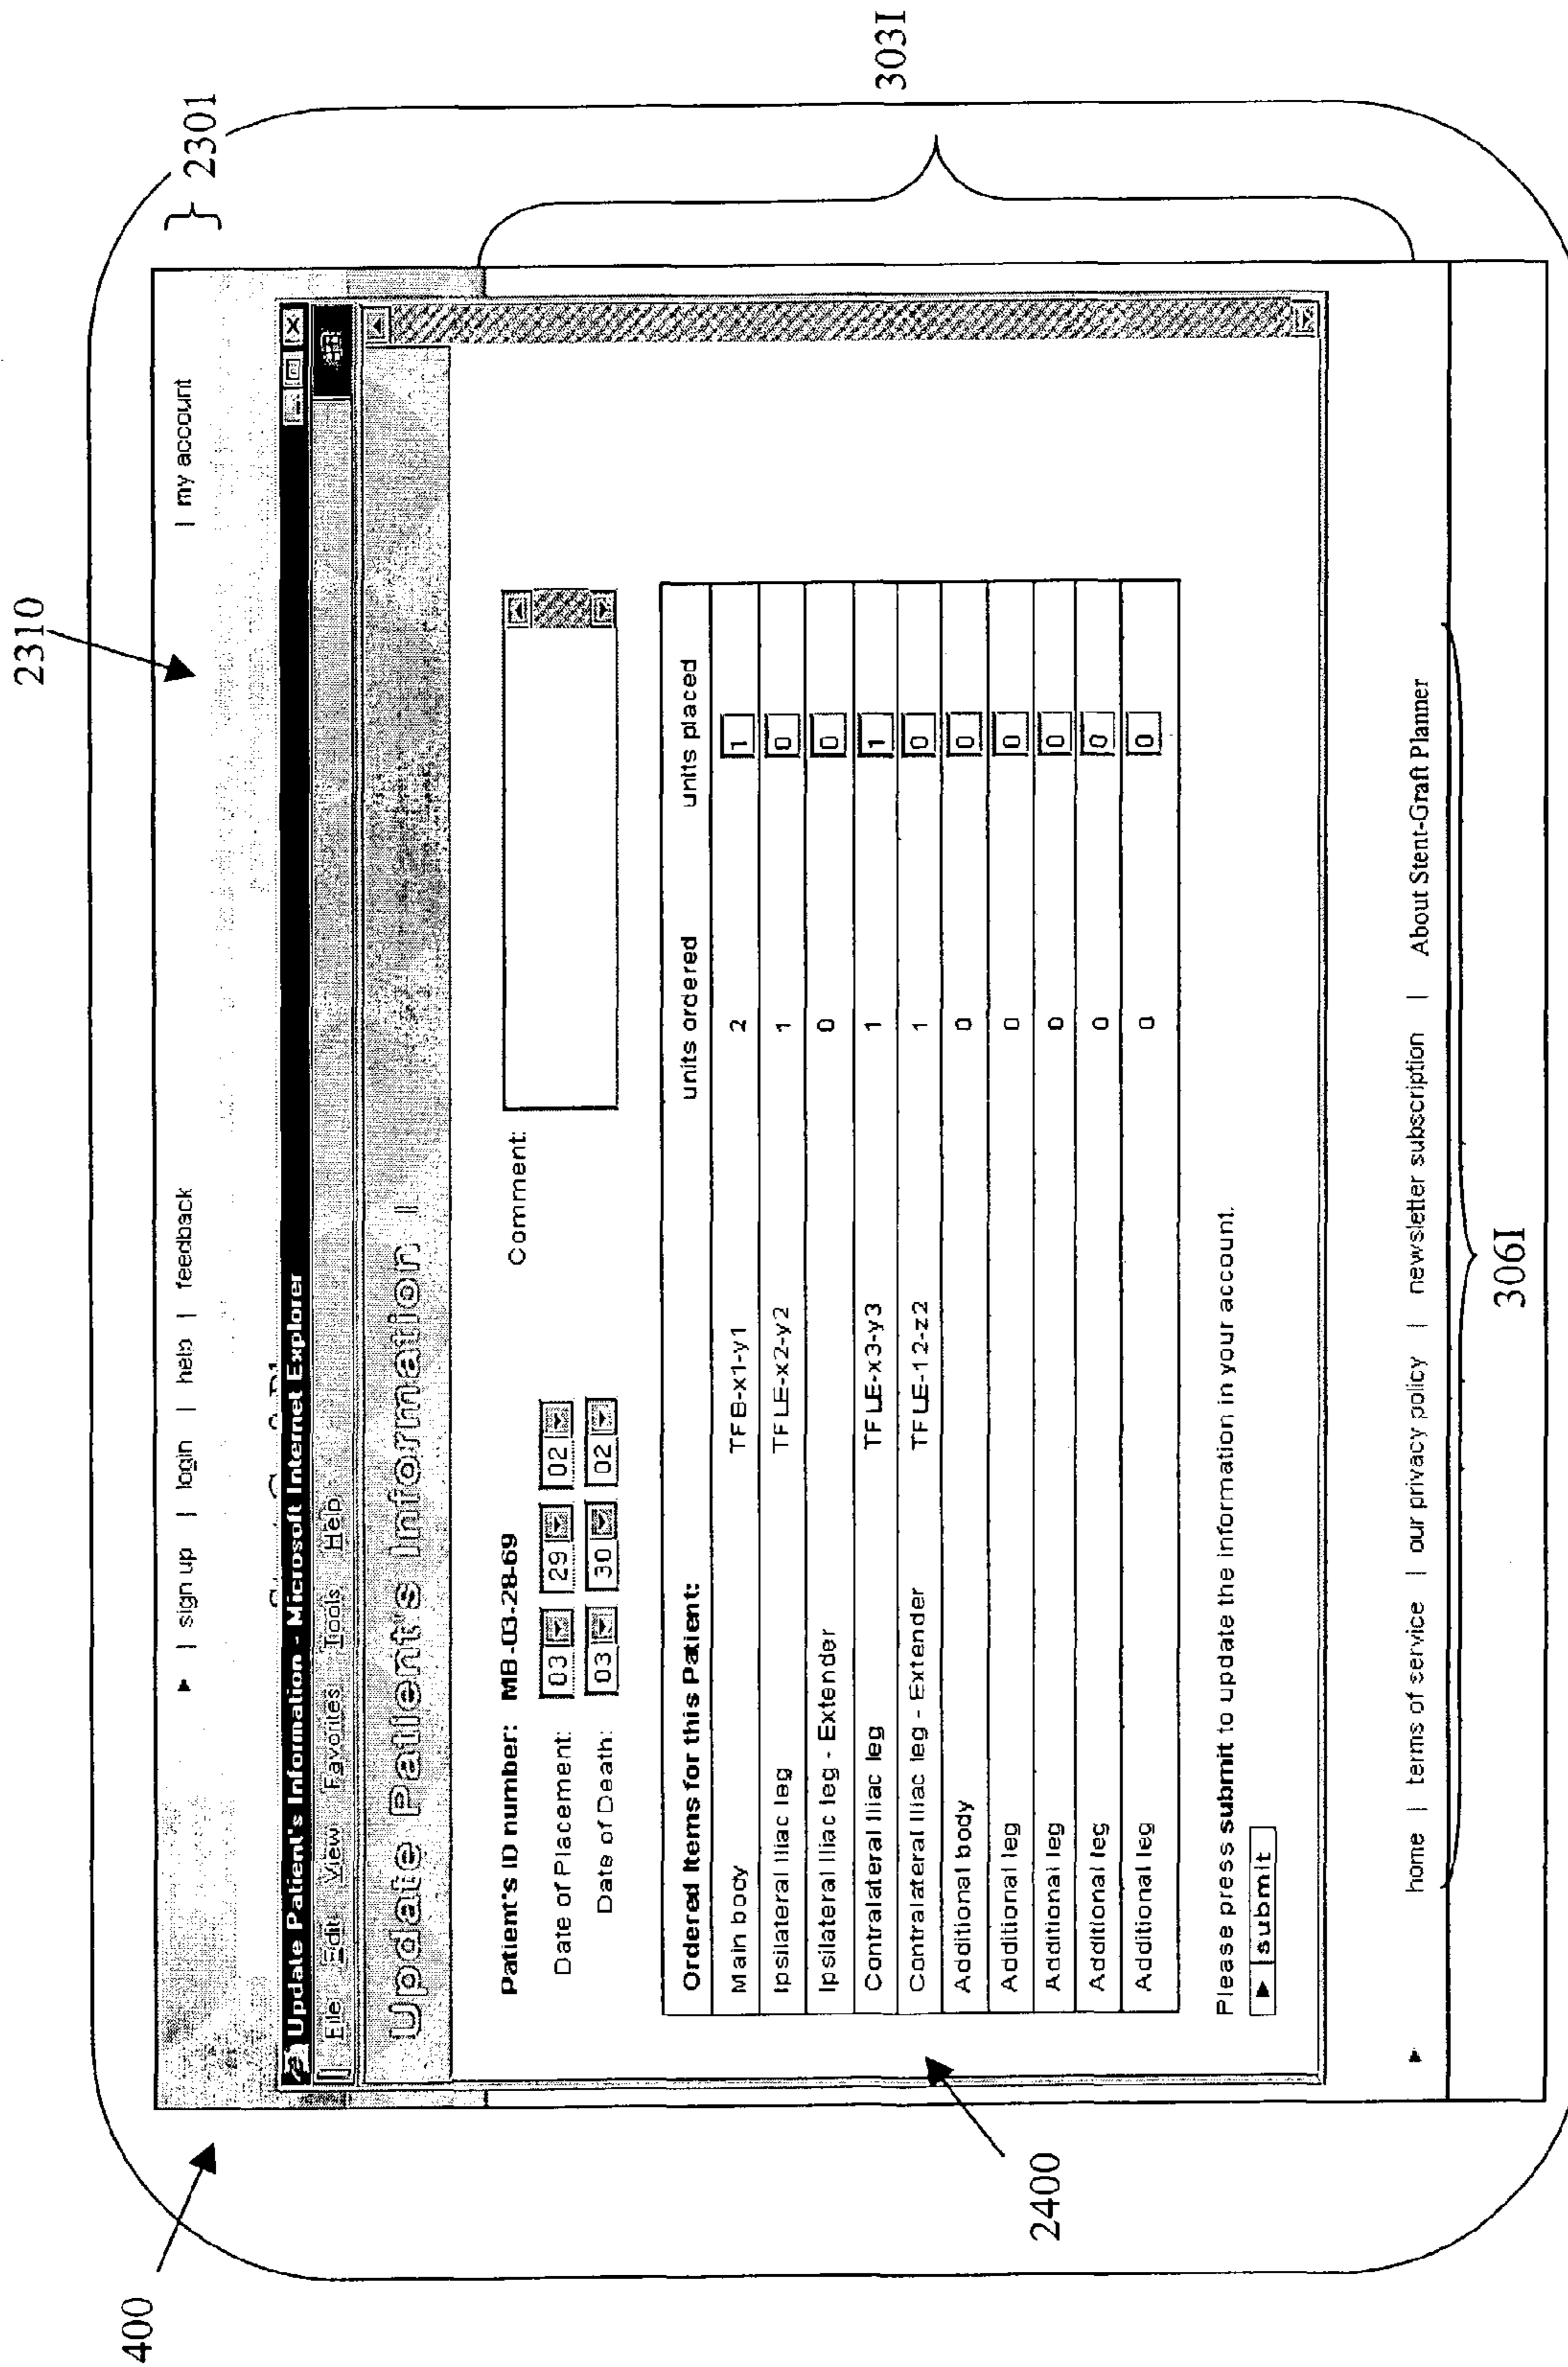 2310
400
2301
► | sign up | login | help | feedback | my account
Update Patient's Information - Microsoft Internet Explorer
File Edit View Favorites Tools Help
Update Patient's Information |
Patient's ID number: MB-03-28-69
Comment:
Date of Placement: 03 29 02
Date of Death: 03 30 02
303I
Ordered Items for this Patient: units ordered units placed
Main body TFB-x1-y1 2 1
Ipsilateral Iliac leg TFLE-x2-y2 1 0
Ipsilateral Iliac leg - Extender 0 0
Contralateral Iliac leg TFLE-x3-y3 1 1
Contralateral Iliac leg - Extender TFLE-12-z2 1 0
Additional body 0 0
Additional leg 0 0
Additional leg 0 0
Additional leg 0 0
Additional leg 0 0
2400
Please press submit to update the information in your account.
► | submit
► home | terms of service | our privacy policy | newsletter subscription | About Stent-Graft Planner
306I